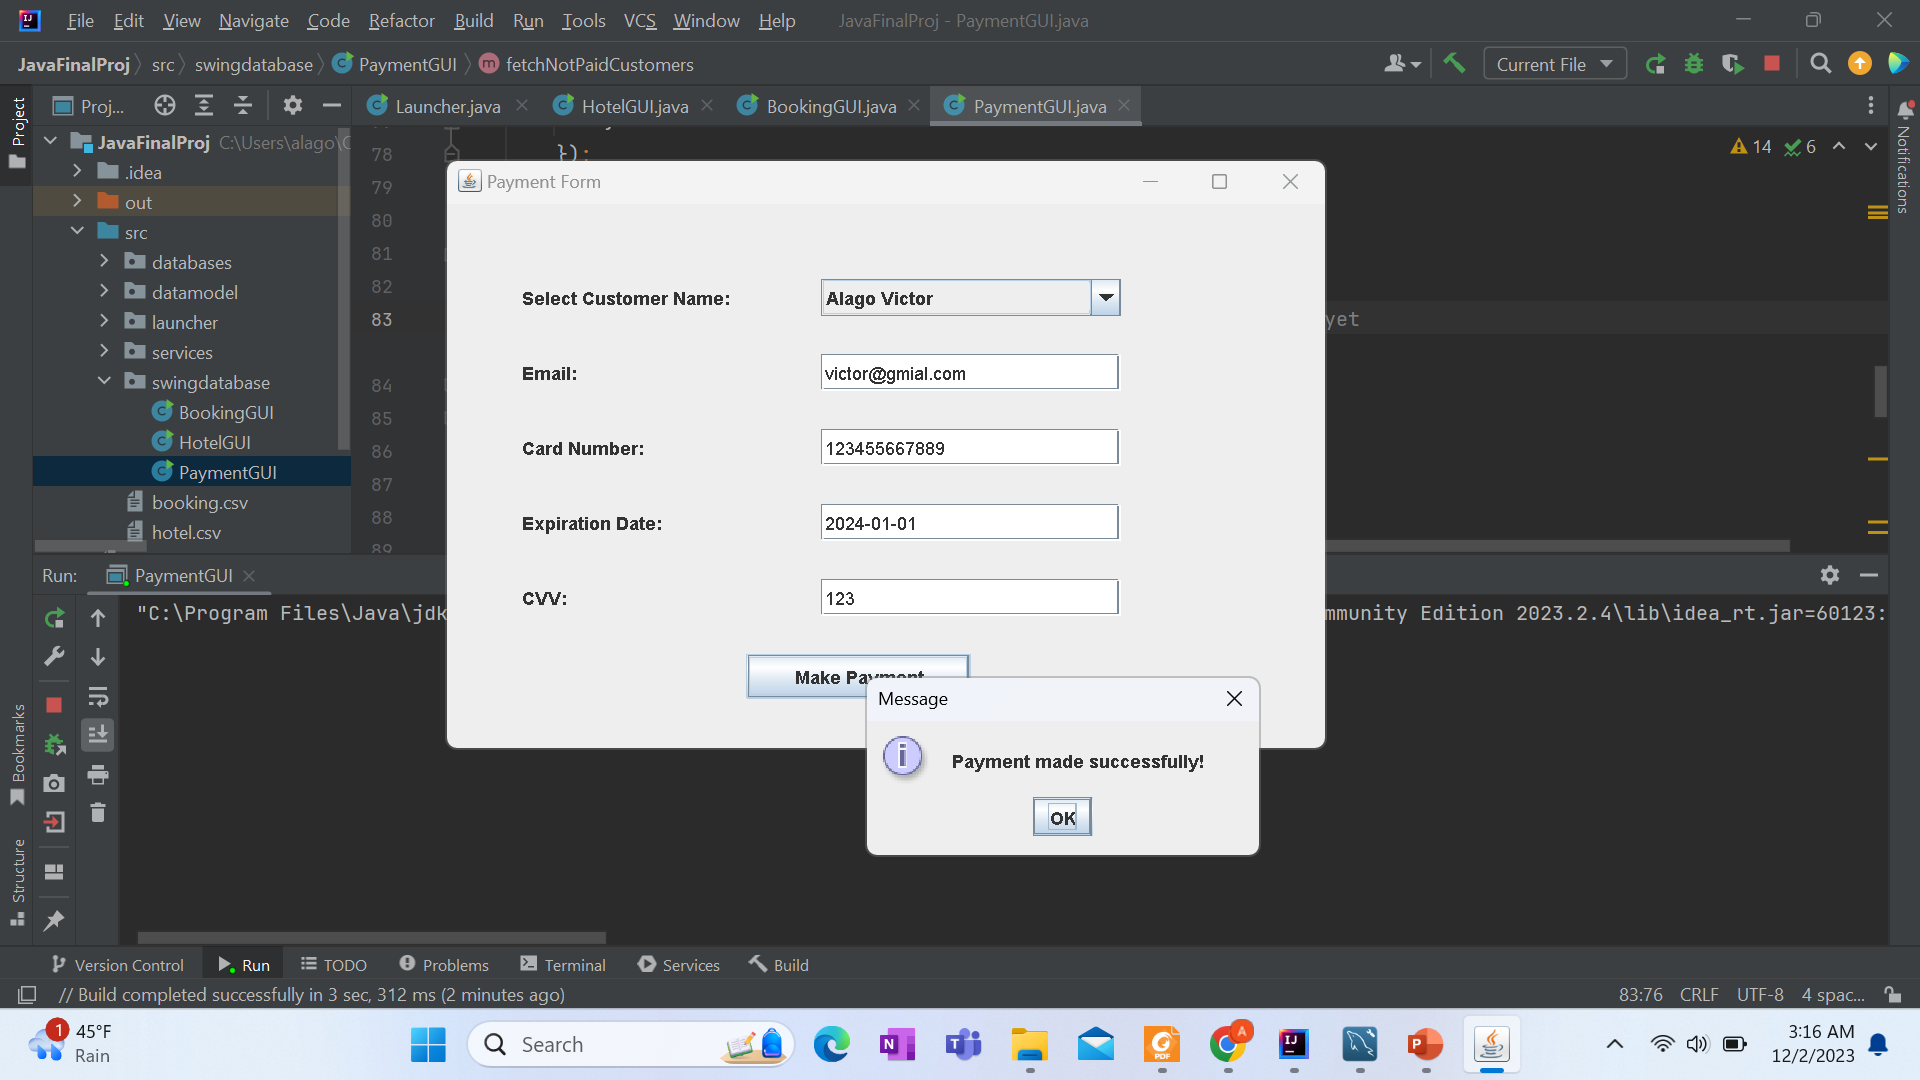 File Edit View Navigate Code Refactor Build Run Tools VCS Window Help JavaFinalProj - PaymentGUI.java
JavaFinalProj src swingdatabase PaymentGUI fetchNotPaidCustomers Current File
Project
Proj... Launcher.java HotelGUI.java BookingGUI.java PaymentGUI.java
JavaFinalProj C:\Users\alago\
.idea
out
src
databases
datamodel
launcher
services
swingdatabase
BookingGUI
HotelGUI
PaymentGUI
booking.csv
hotel.csv
78 });
79
80
81
82
83 yet
84
85
86
87
88
89
14 6
Notifications
Payment Form
Select Customer Name: Alago Victor
Email: victor@gmial.com
Card Number: 123455667889
Expiration Date: 2024-01-01
CVV: 123
Make Payment
Message
Payment made successfully!
OK
Run: PaymentGUI
"C:\Program Files\Java\jdk mmunity Edition 2023.2.4\lib\idea_rt.jar=60123:
Bookmarks
Structure
Version Control Run TODO Problems Terminal Services Build
// Build completed successfully in 3 sec, 312 ms (2 minutes ago) 83:76 CRLF UTF-8 4 spac...
1 45°F
Rain
Search
3:16 AM
12/2/2023